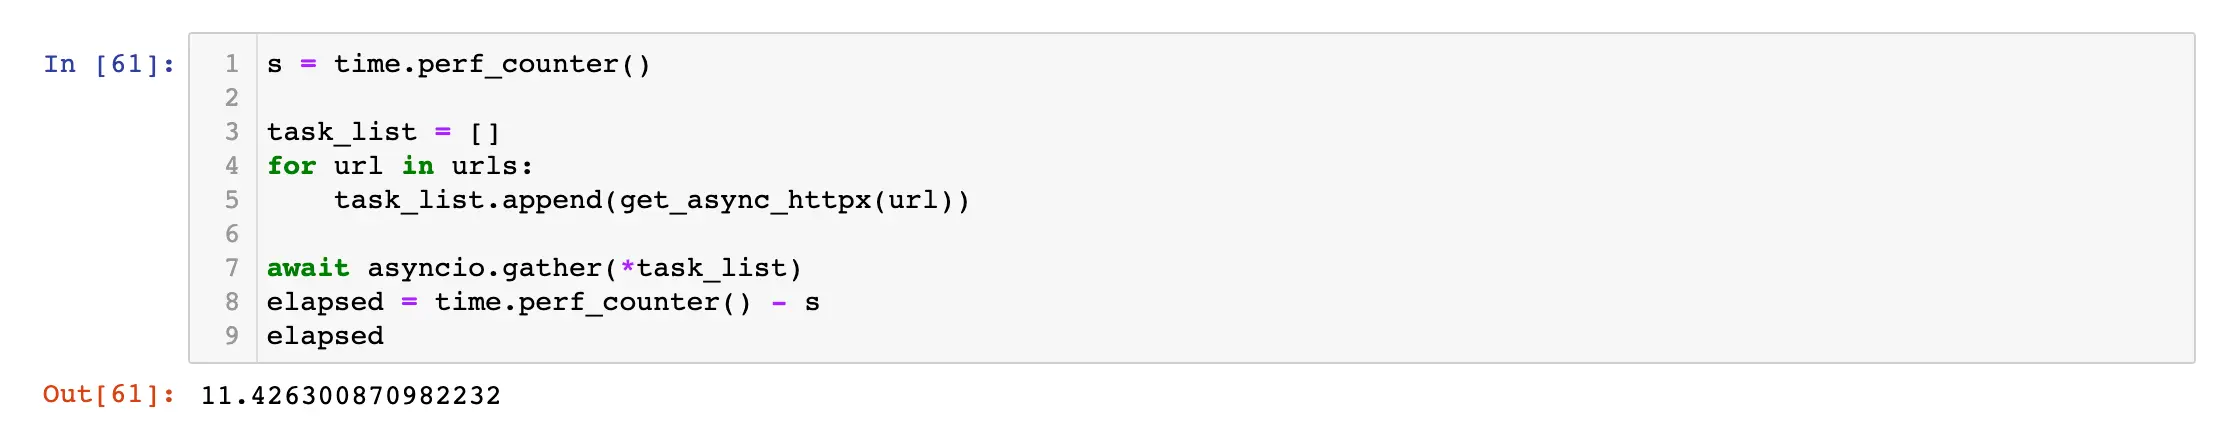 In [61]:
1 s = time.perf_counter()
2
3 task_list = []
4 for url in urls:
5     task_list.append(get_async_httpx(url))
6
7 await asyncio.gather(*task_list)
8 elapsed = time.perf_counter() - s
9 elapsed
Out[61]: 11.426300870982232